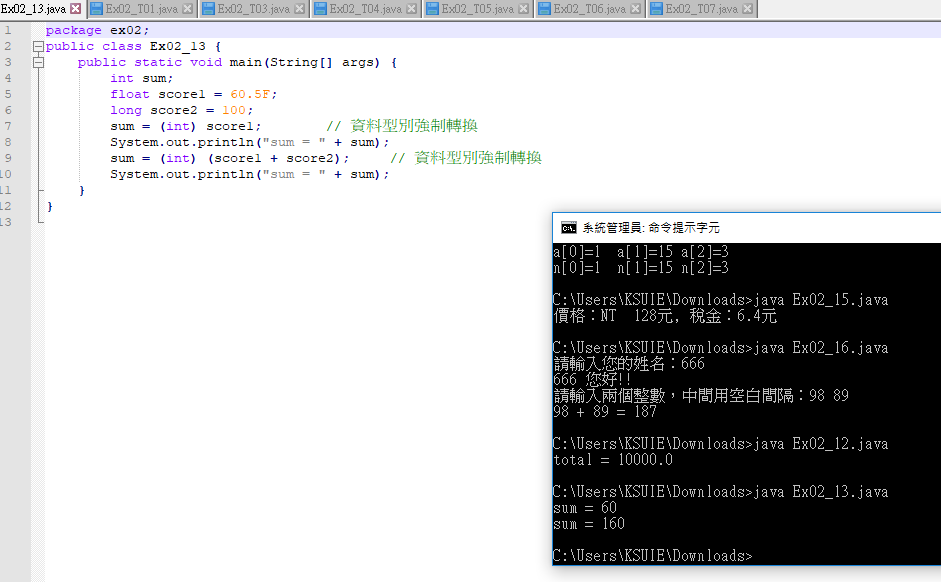 Ex02_13.java Ex02_T01.java Ex02_T03.java Ex02_T04.java Ex02_T05.java Ex02_T06.java Ex02_T07.java
1 package ex02;
2 public class Ex02_13 {
3 public static void main(String[] args) {
4 int sum;
5 float score1 = 60.5F;
6 long score2 = 100;
7 sum = (int) score1; // 資料型別強制轉換
8 System.out.println("sum = " + sum);
9 sum = (int) (score1 + score2); // 資料型別強制轉換
10 System.out.println("sum = " + sum);
11 }
12 }
13
系統管理員: 命令提示字元
a[0]=1 a[1]=15 a[2]=3
n[0]=1 n[1]=15 n[2]=3
C:\Users\KSUIE\Downloads>java Ex02_15.java
價格：NT 128元, 稅金：6.4元
C:\Users\KSUIE\Downloads>java Ex02_16.java
請輸入您的姓名：666
666 您好!!
請輸入兩個整數，中間用空白間隔：98 89
98 + 89 = 187
C:\Users\KSUIE\Downloads>java Ex02_12.java
total = 10000.0
C:\Users\KSUIE\Downloads>java Ex02_13.java
sum = 60
sum = 160
C:\Users\KSUIE\Downloads>